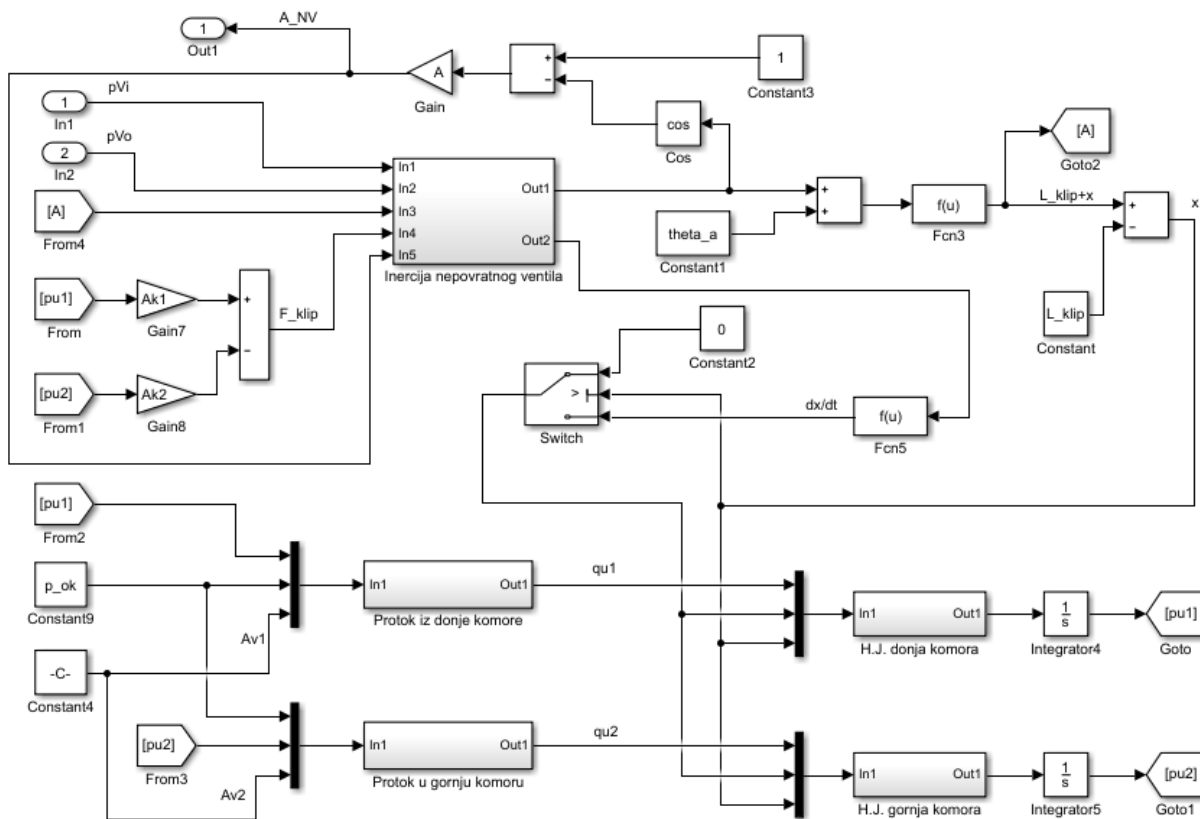 A_NV
1
Out1
A
Gain
+
−
1
Constant3
pVi
1
In1
pVo
2
In2
cos
Cos
[A]
Goto2
[A]
From4
In1
In2
In3
In4
In5
Out1
Out2
Inercija nepovratnog ventila
theta_a
Constant1
+
+
f(u)
Fcn3
L_klip+x
+
−
x
[pu1]
From
Ak1
Gain7
+
−
F_klip
[pu2]
From1
Ak2
Gain8
0
Constant2
L_klip
Constant
>
Switch
dx/dt
f(u)
Fcn5
[pu1]
From2
p_ok
Constant9
Av1
In1
Out1
Protok iz donje komore
qu1
In1
Out1
H.J. donja komora
1
s
Integrator4
[pu1]
Goto
-C-
Constant4
[pu2]
From3
Av2
In1
Out1
Protok u gornju komoru
qu2
In1
Out1
H.J. gornja komora
1
s
Integrator5
[pu2]
Goto1